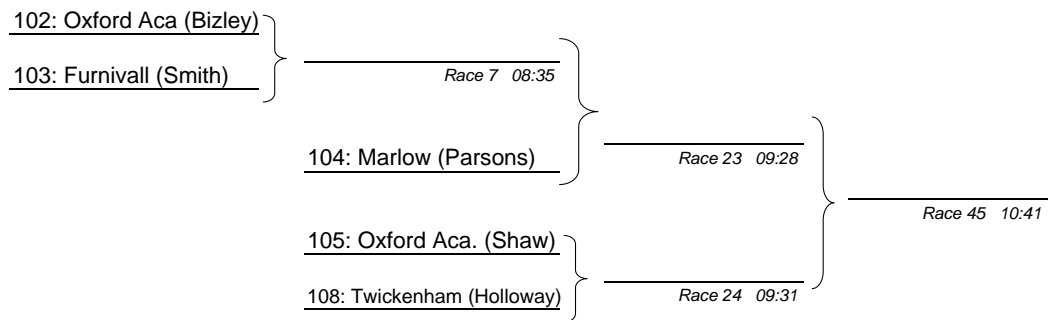 102: Oxford Aca (Bizley)
103: Furnivall (Smith)
Race 7 08:35
104: Marlow (Parsons)
Race 23 09:28
Race 45 10:41
105: Oxford Aca. (Shaw)
108: Twickenham (Holloway)
Race 24 09:31